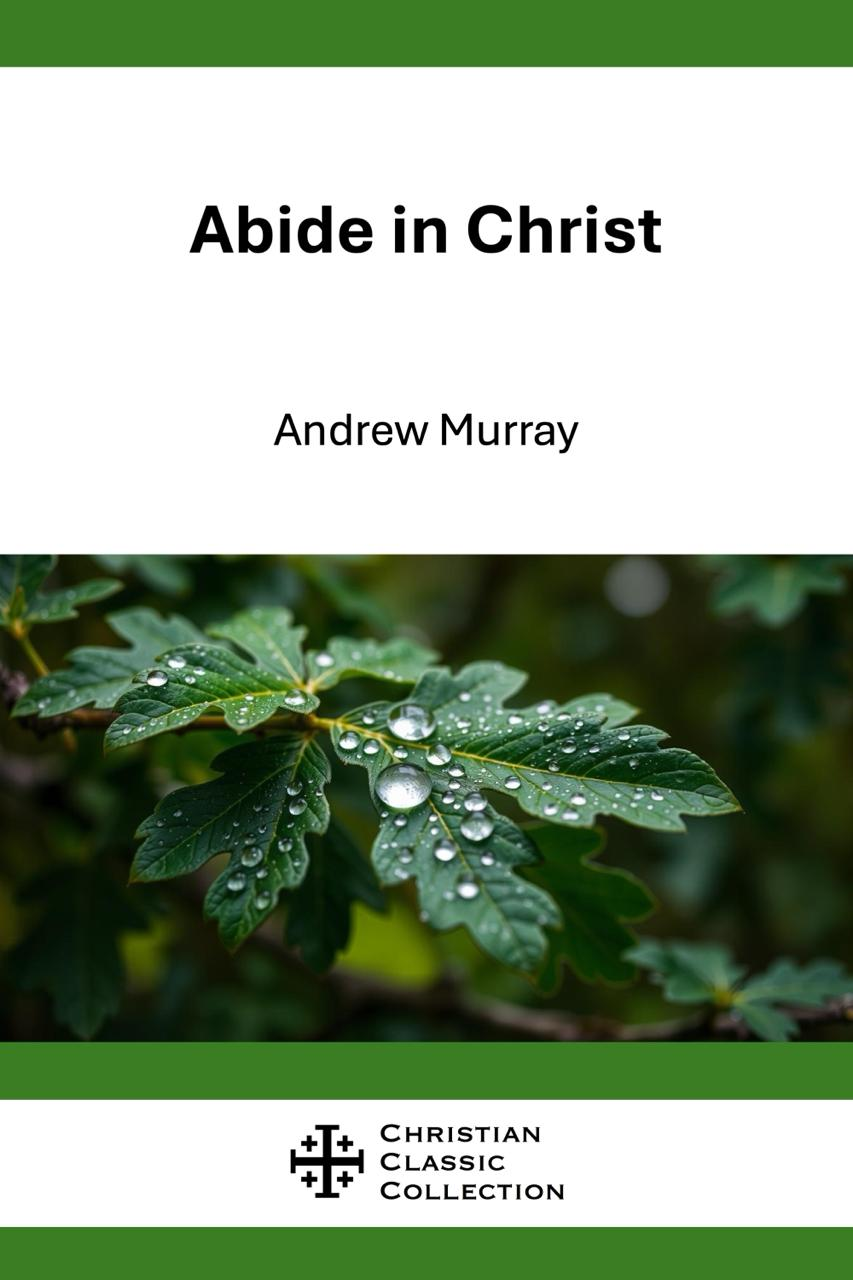 Abide in Christ
Andrew Murray
CHRISTIAN
CLASSIC
COLLECTION